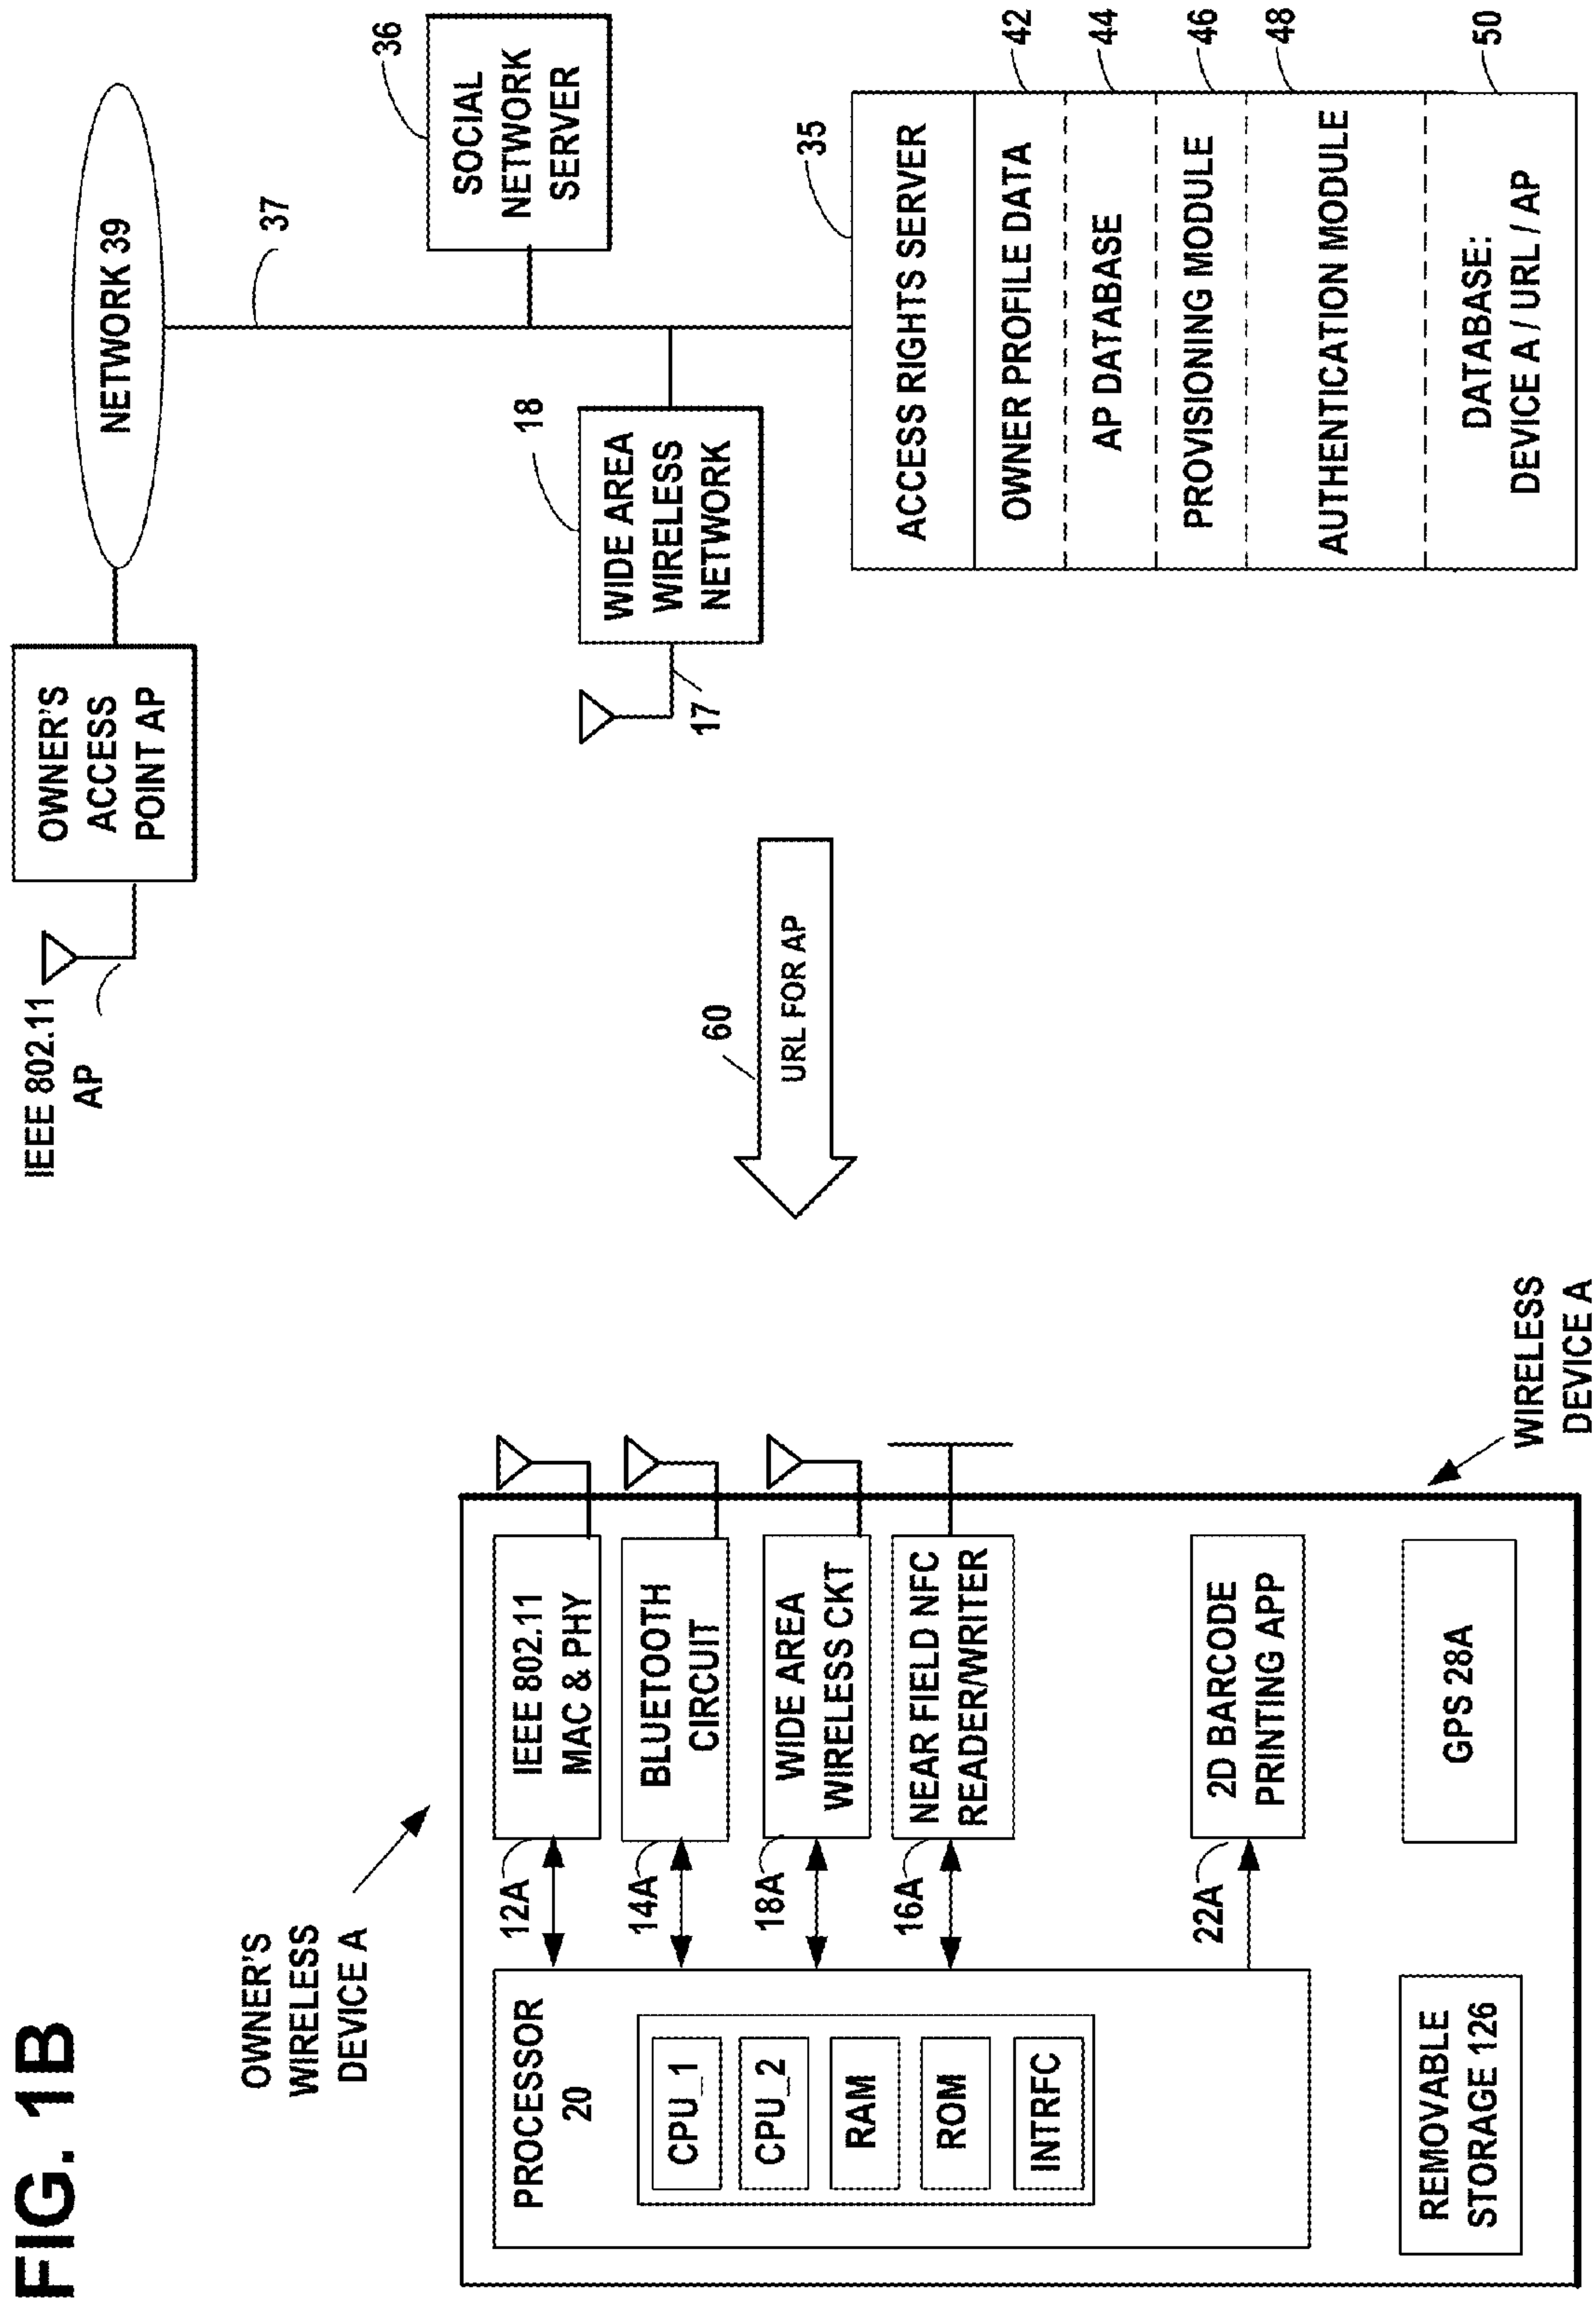 FIG. 1B
OWNER'S
WIRELESS
DEVICE A
PROCESSOR
20
CPU_1
CPU_2
RAM
ROM
INTRFC
12A
IEEE 802.11
MAC & PHY
14A
BLUETOOTH
CIRCUIT
18A
WIDE AREA
WIRELESS CKT
16A
NEAR FIELD NFC
READER/WRITER
22A
2D BARCODE
PRINTING APP
REMOVABLE
STORAGE 126
GPS 28A
WIRELESS
DEVICE A
60
URL FOR AP
IEEE 802.11
AP
OWNER'S
ACCESS
POINT AP
NETWORK 39
37
36
SOCIAL
NETWORK
SERVER
18
WIDE AREA
WIRELESS
NETWORK
17
35
ACCESS RIGHTS SERVER
OWNER PROFILE DATA
42
AP DATABASE
44
PROVISIONING MODULE
46
AUTHENTICATION MODULE
48
DATABASE:
DEVICE A / URL / AP
50